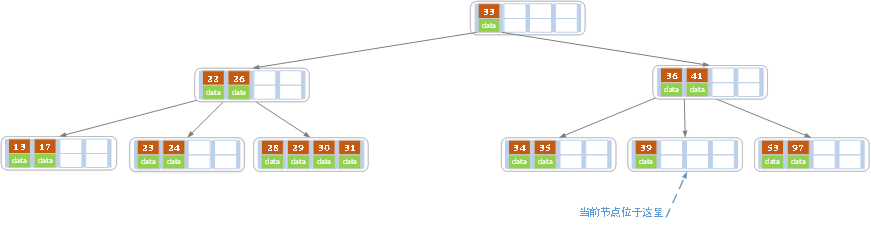 33
data
22 26
data data
36 41
data data
13 17
data data
23 24
data data
28 29 30 31
data data data data
34 35
data data
39
data
53 97
data data
当前节点位于这里